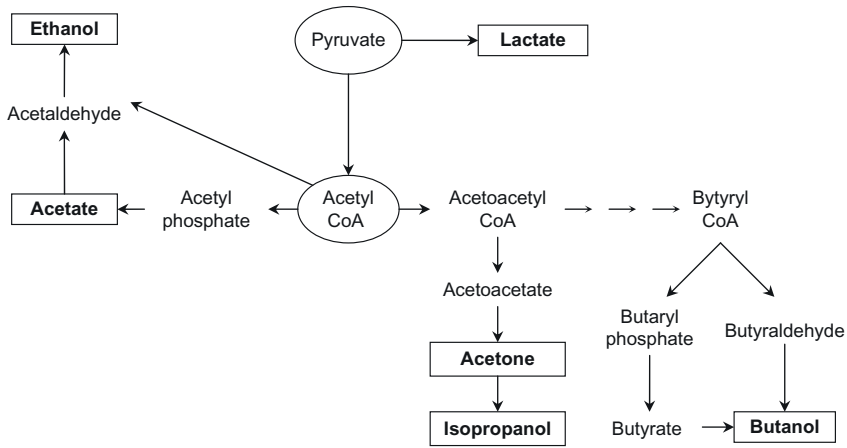 Ethanol
Pyruvate
Lactate
Acetaldehyde
Acetate
Acetyl
phosphate
Acetyl
CoA
Acetoacetyl
CoA
Bytyryl
CoA
Acetoacetate
Butaryl
phosphate
Butyraldehyde
Acetone
Isopropanol
Butyrate
Butanol